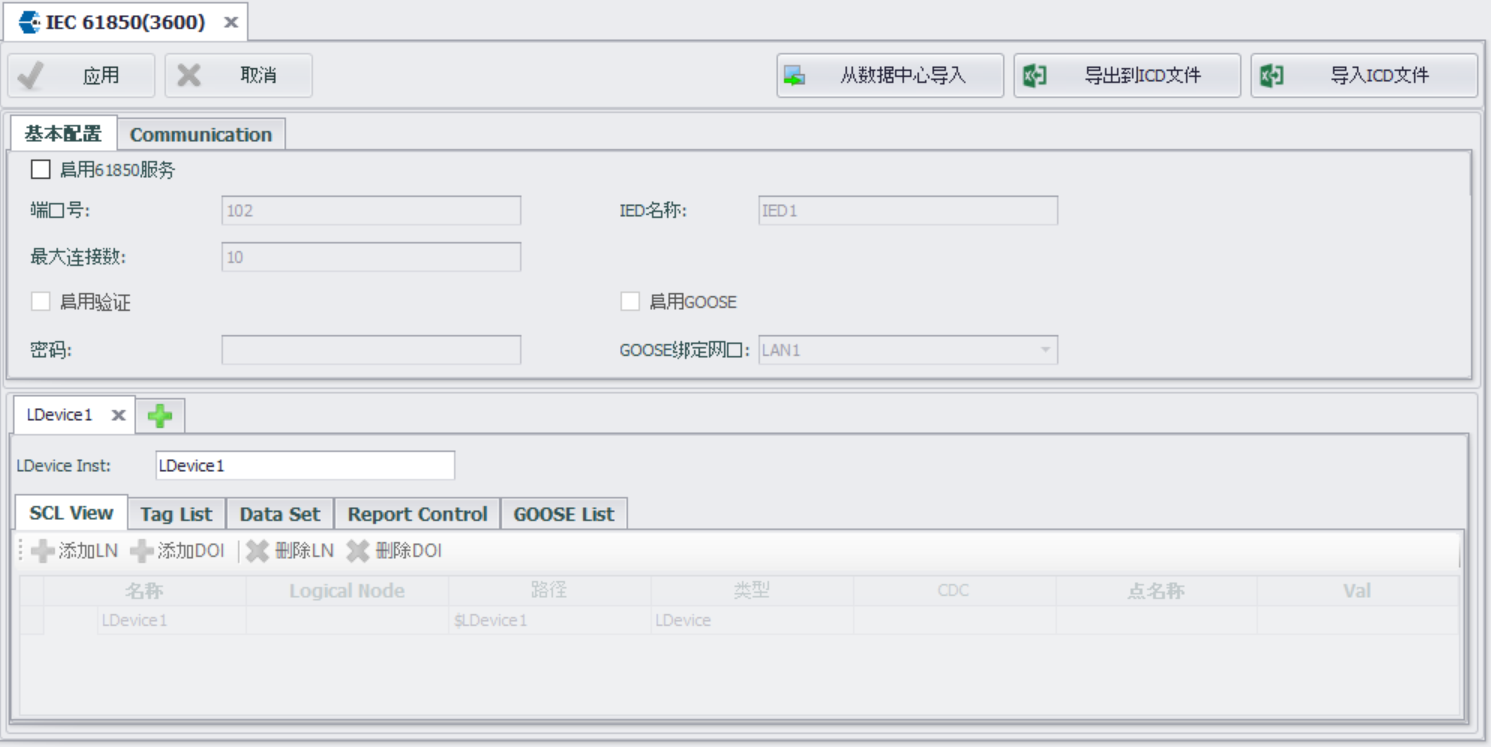 IEC 61850(3600)
应用 取消 从数据中心导入 导出到ICD文件 导入ICD文件
基本配置 Communication
启用61850服务
端口号: 102 IED名称: IED1
最大连接数: 10
启用验证 启用GOOSE
密码: GOOSE绑定网口: LAN1
LDevice1
LDevice Inst: LDevice1
SCL View Tag List Data Set Report Control GOOSE List
添加LN 添加DOI 删除LN 删除DOI
名称 Logical Node 路径 类型 CDC 点名称 Val
LDevice1 $LDevice1 LDevice